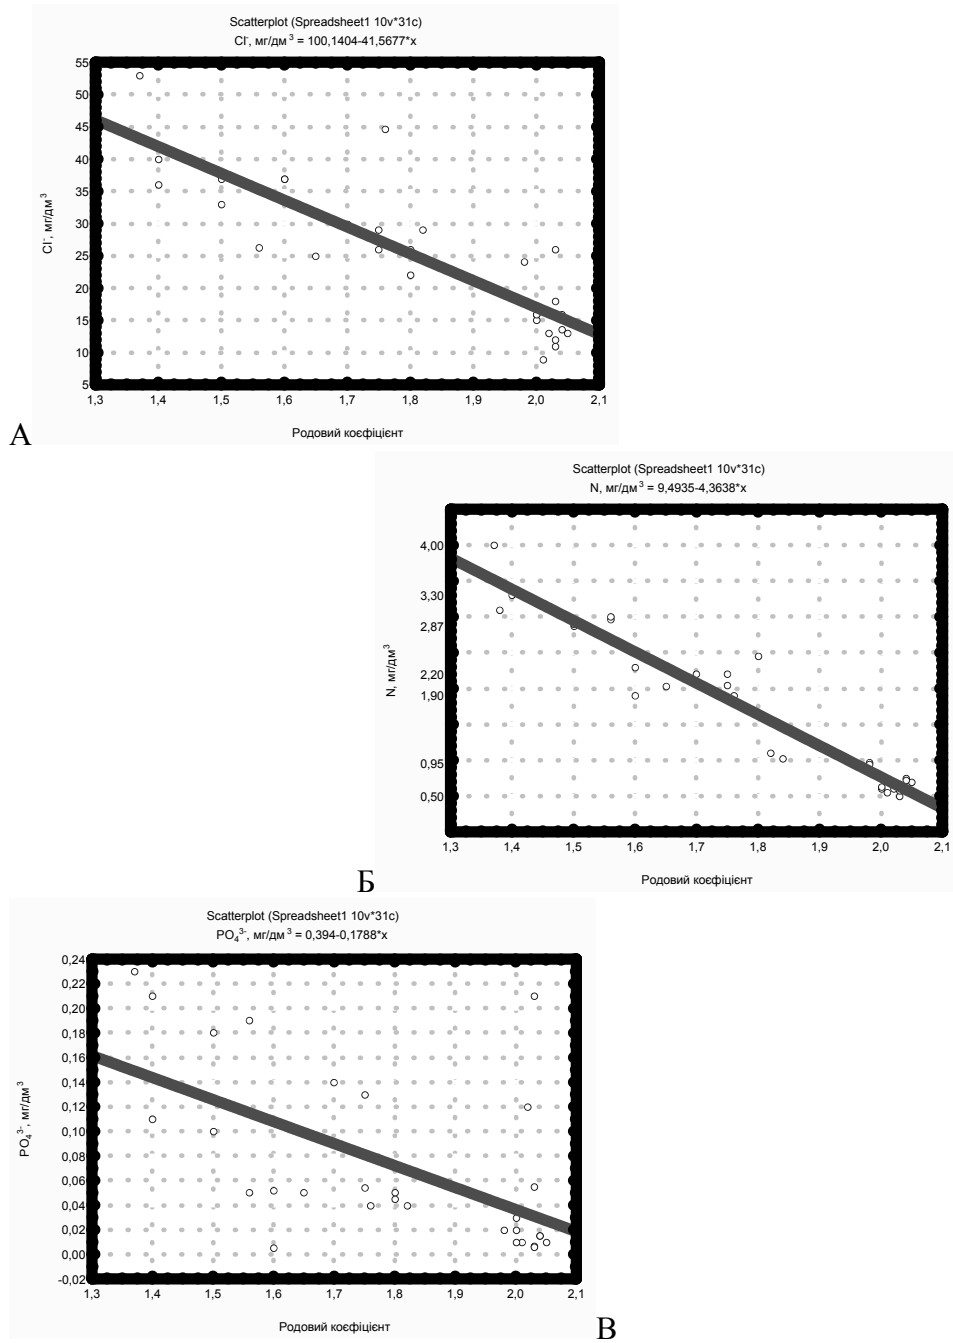 Scatterplot (Spreadsheet1 10v*31c)
Cl⁻, мг/дм³ = 100,1404-41,5677*x
55
50
45
40
35
30
25
20
15
10
5
Cl⁻, мг/дм³
1,3 1,4 1,5 1,6 1,7 1,8 1,9 2,0 2,1
Родовий коєфіцієнт
А
Scatterplot (Spreadsheet1 10v*31c)
N, мг/дм³ = 9,4935-4,3638*x
4,00
3,30
2,87
2,20
1,90
0,95
0,50
N, мг/дм³
1,3 1,4 1,5 1,6 1,7 1,8 1,9 2,0 2,1
Родовий коєфіцієнт
Б
Scatterplot (Spreadsheet1 10v*31c)
PO₄³⁻, мг/дм³ = 0,394-0,1788*x
0,24
0,22
0,20
0,18
0,16
0,14
0,12
0,10
0,08
0,06
0,04
0,02
0,00
-0,02
PO₄³⁻, мг/дм³
1,3 1,4 1,5 1,6 1,7 1,8 1,9 2,0 2,1
Родовий коєфіцієнт
В